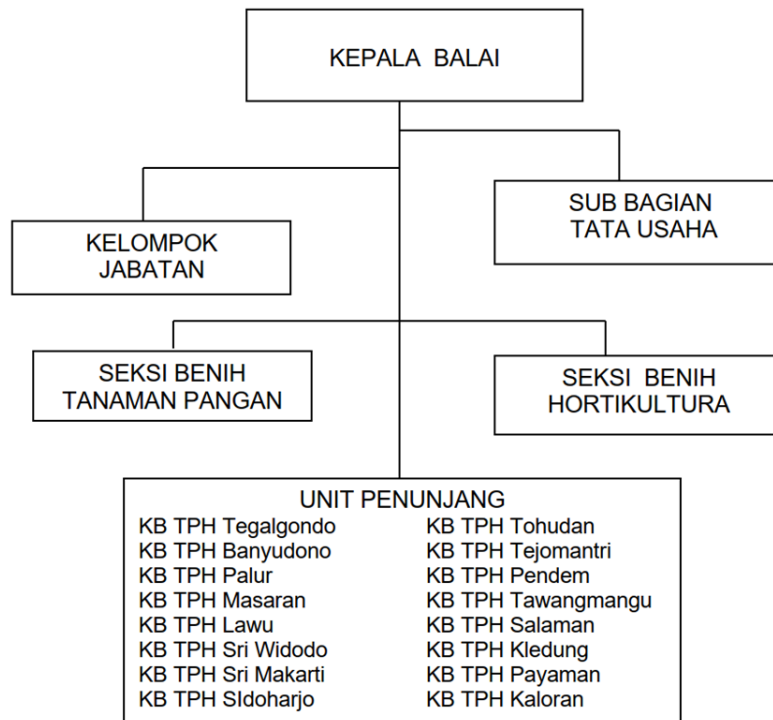 KEPALA BALAI
SUB BAGIAN
TATA USAHA
KELOMPOK
JABATAN
SEKSI BENIH
TANAMAN PANGAN
SEKSI BENIH
HORTIKULTURA
UNIT PENUNJANG
KB TPH Tegalgondo
KB TPH Banyudono
KB TPH Palur
KB TPH Masaran
KB TPH Lawu
KB TPH Sri Widodo
KB TPH Sri Makarti
KB TPH SIdoharjo
KB TPH Tohudan
KB TPH Tejomantri
KB TPH Pendem
KB TPH Tawangmangu
KB TPH Salaman
KB TPH Kledung
KB TPH Payaman
KB TPH Kaloran